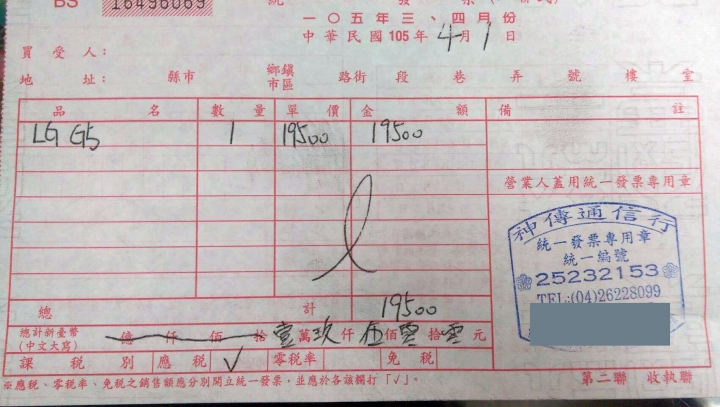 BS 16496069
一〇五年三、四月份
中華民國105年4月1日
買受人：
地址： 縣市 鄉鎮市區 路街 段 巷 弄 號 樓 室
品名 數量 單價 金額 備註
LG G5 1 19500 19500
營業人蓋用統一發票專用章
神傳通信行
統一發票專用章
統一編號
25232153
TEL:(04)26228099
總計 19500
總計新臺幣(中文大寫) 億仟佰拾壹萬玖仟伍佰零拾零元
課稅別 應稅 √ 零稅率 免稅
※應稅、零稅率、免稅之銷售額應分別開立統一發票，並應於各該欄打「√」。
第二聯 收執聯